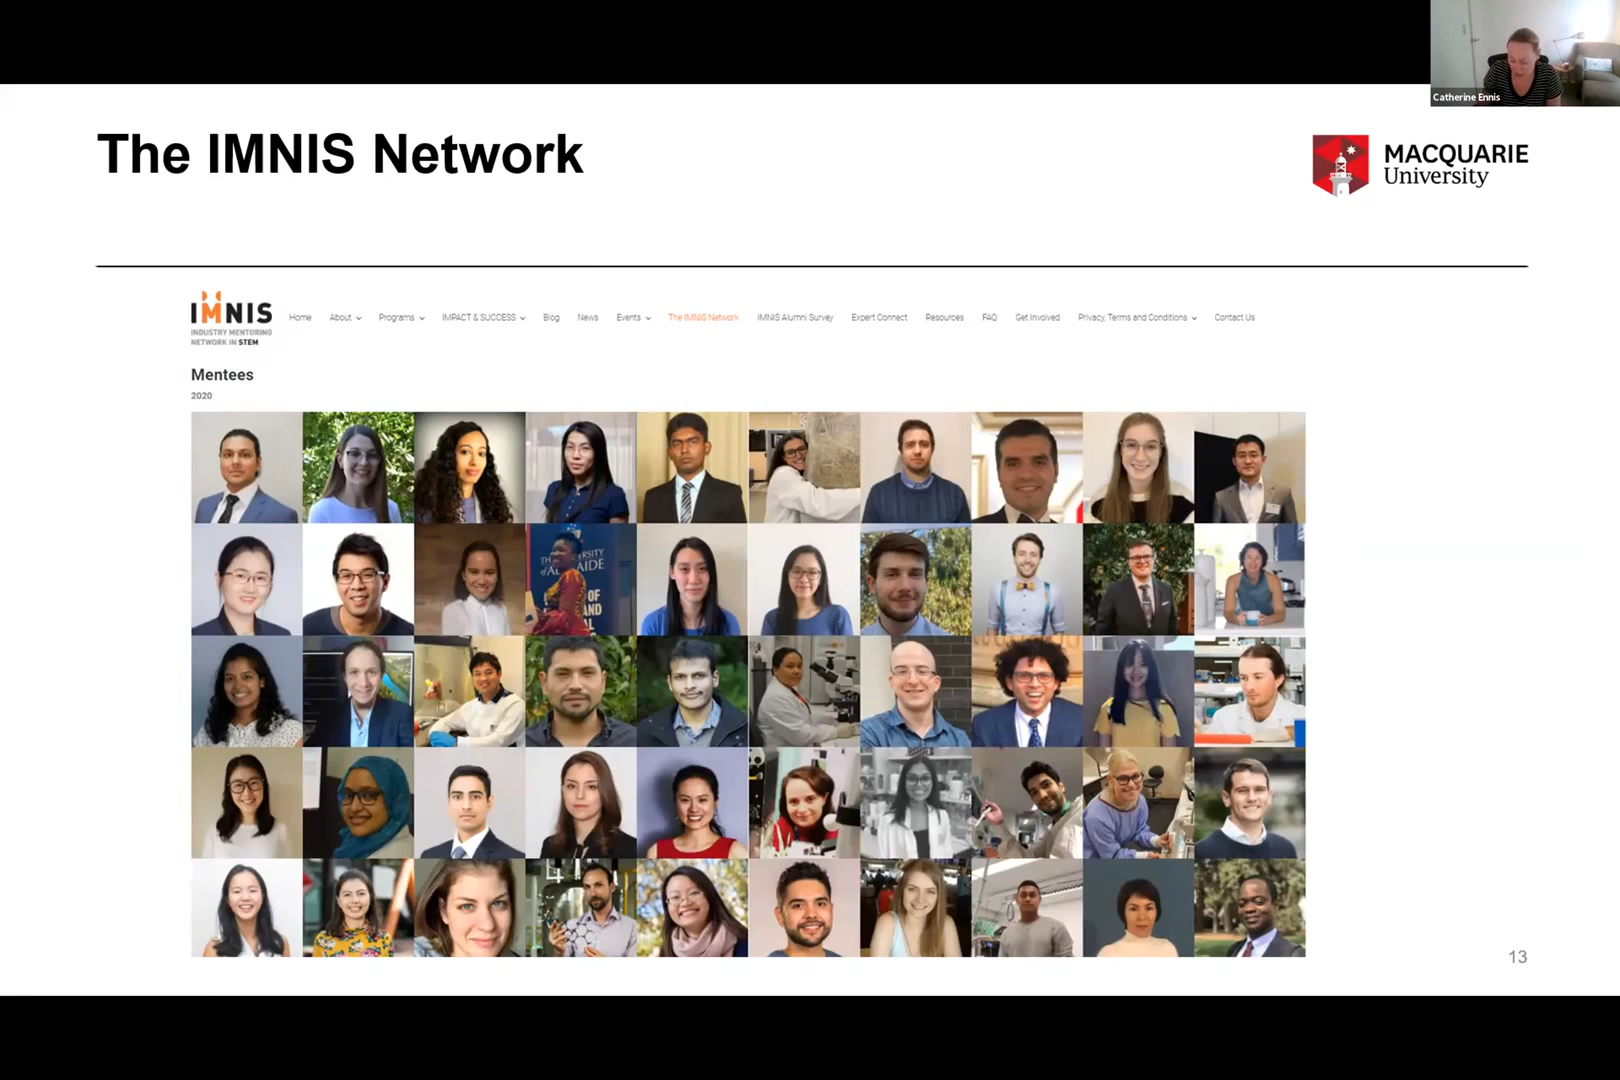 Catherine Ennis
The IMNIS Network
MACQUARIE
University
IMNIS
INDUSTRY MENTORING
NETWORK IN STEM
Home About Programs IMPACT & SUCCESS Blog News Events The IMNIS Network IMNIS Alumni Survey Expert Connect Resources FAQ Get Involved Privacy, Terms and Conditions Contact Us
Mentees
2020
13